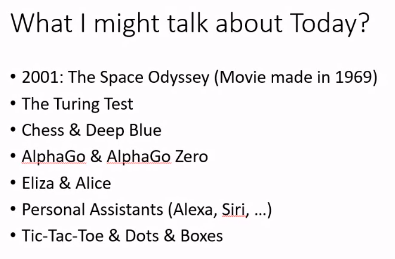 What I might talk about Today?
• 2001: The Space Odyssey (Movie made in 1969)
• The Turing Test
• Chess & Deep Blue
• AlphaGo & AlphaGo Zero
• Eliza & Alice
• Personal Assistants (Alexa, Siri, ...)
• Tic-Tac-Toe & Dots & Boxes